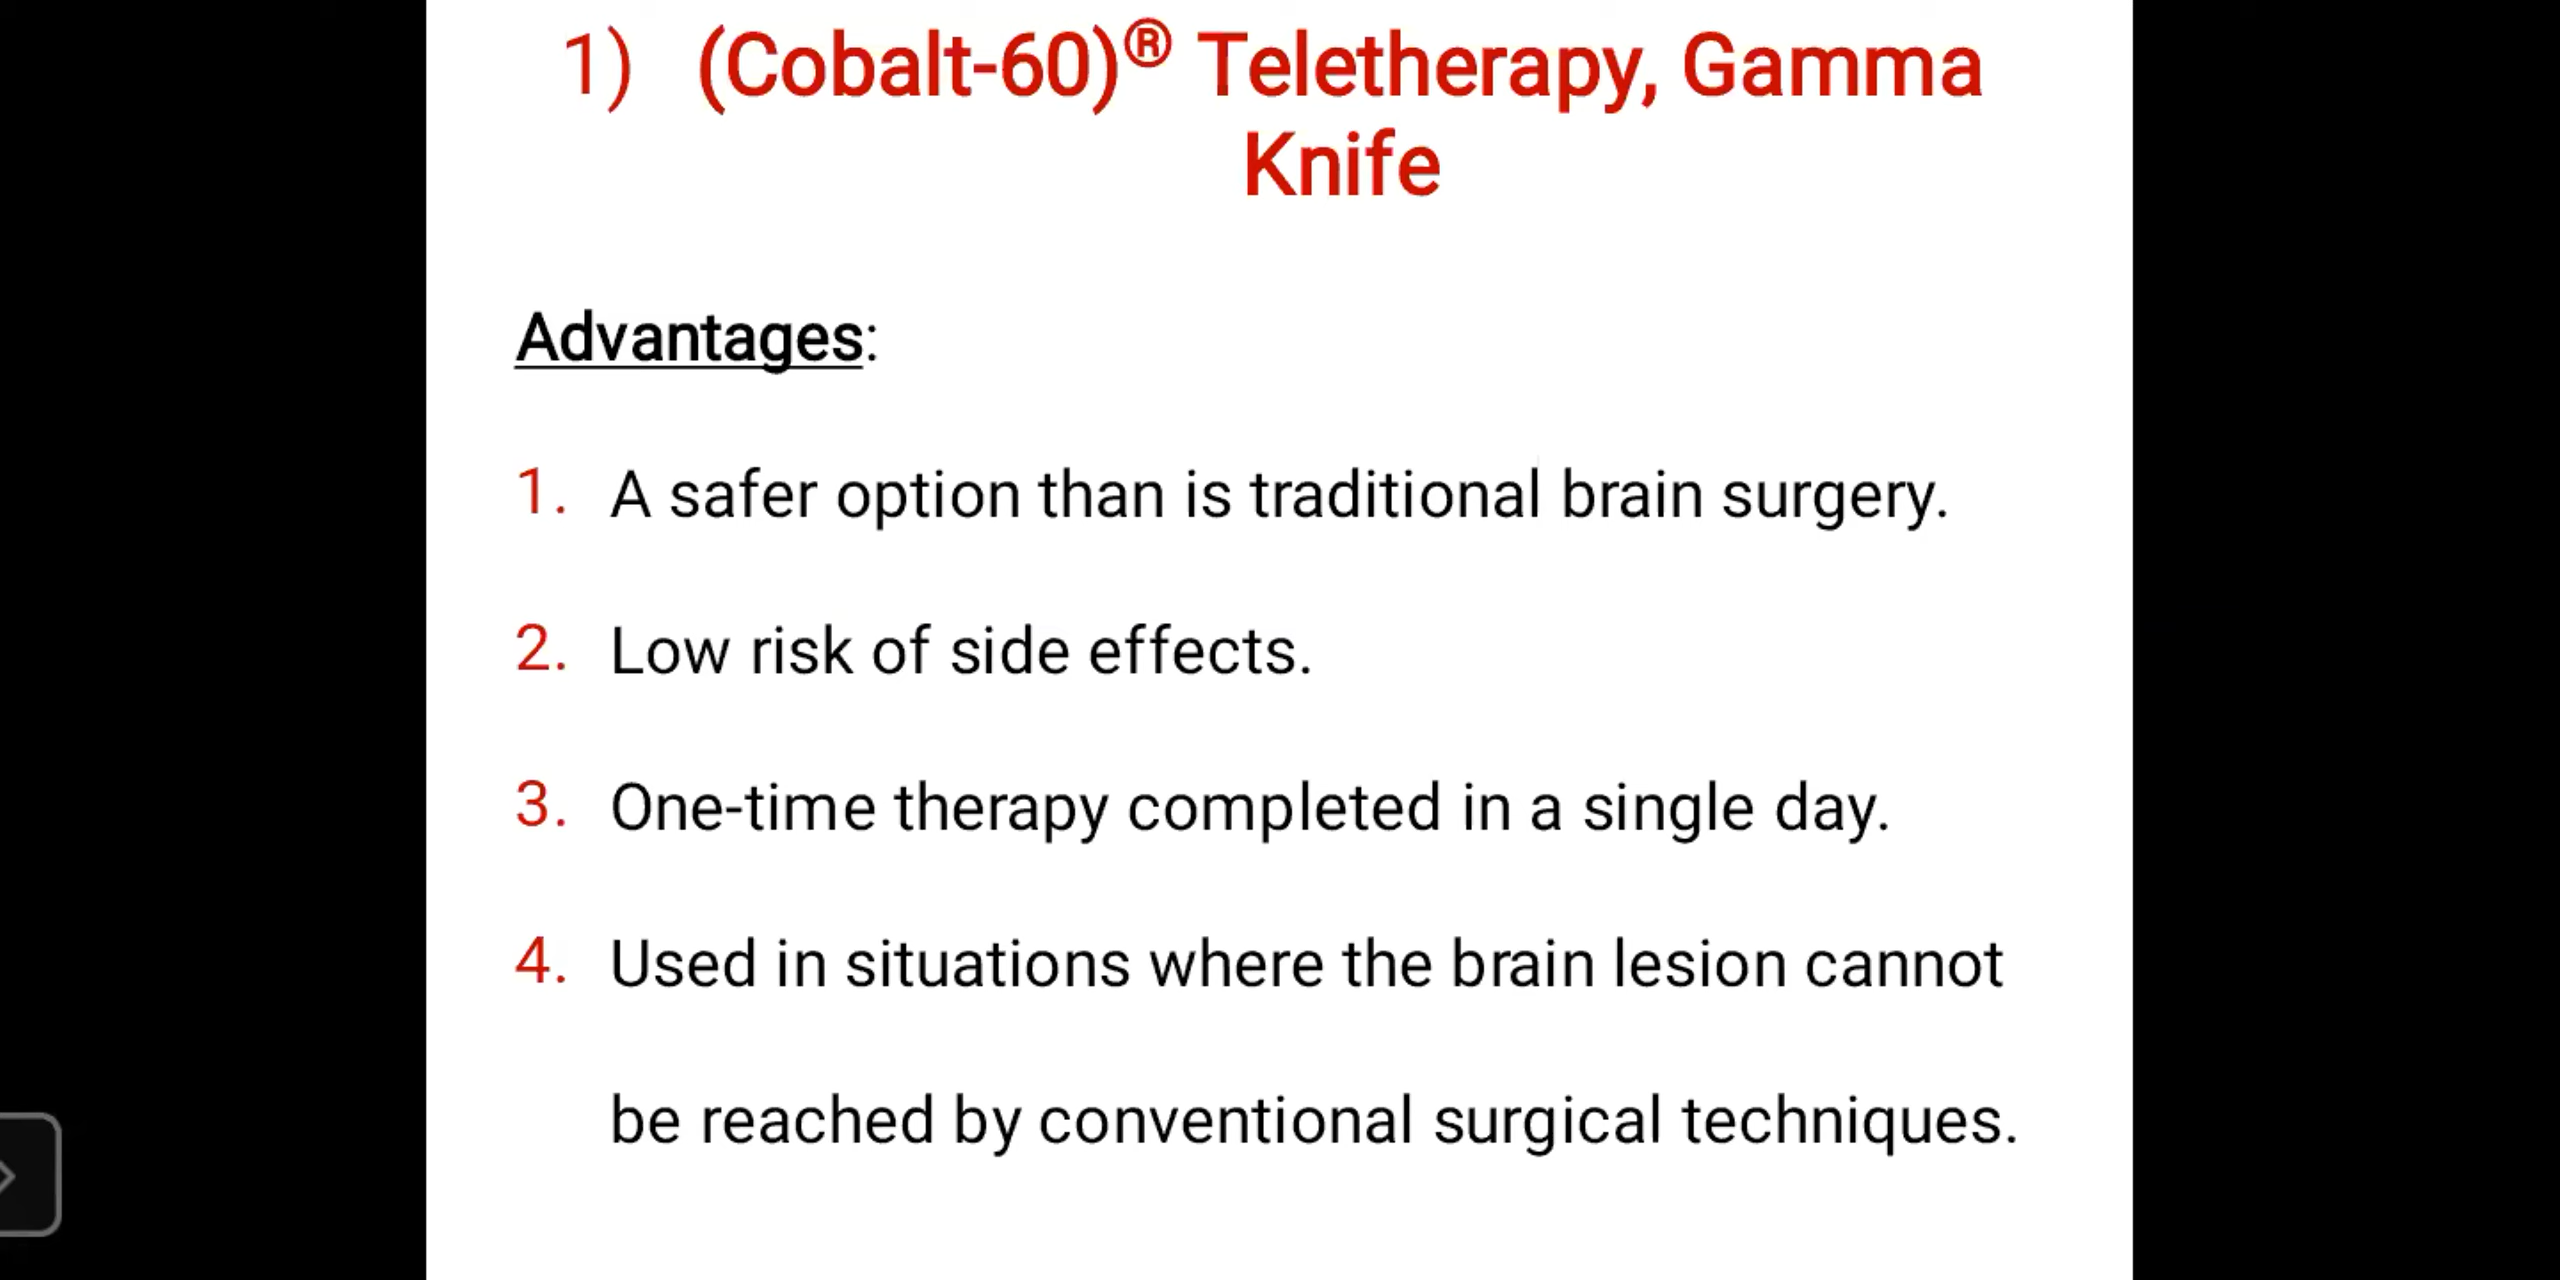 1) (Cobalt-60)® Teletherapy, Gamma
Knife
Advantages:
1. A safer option than is traditional brain surgery.
2. Low risk of side effects.
3. One-time therapy completed in a single day.
4. Used in situations where the brain lesion cannot
be reached by conventional surgical techniques.